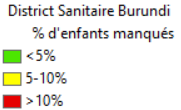 District Sanitaire Burundi
% d'enfants manqués
<5%
5-10%
>10%